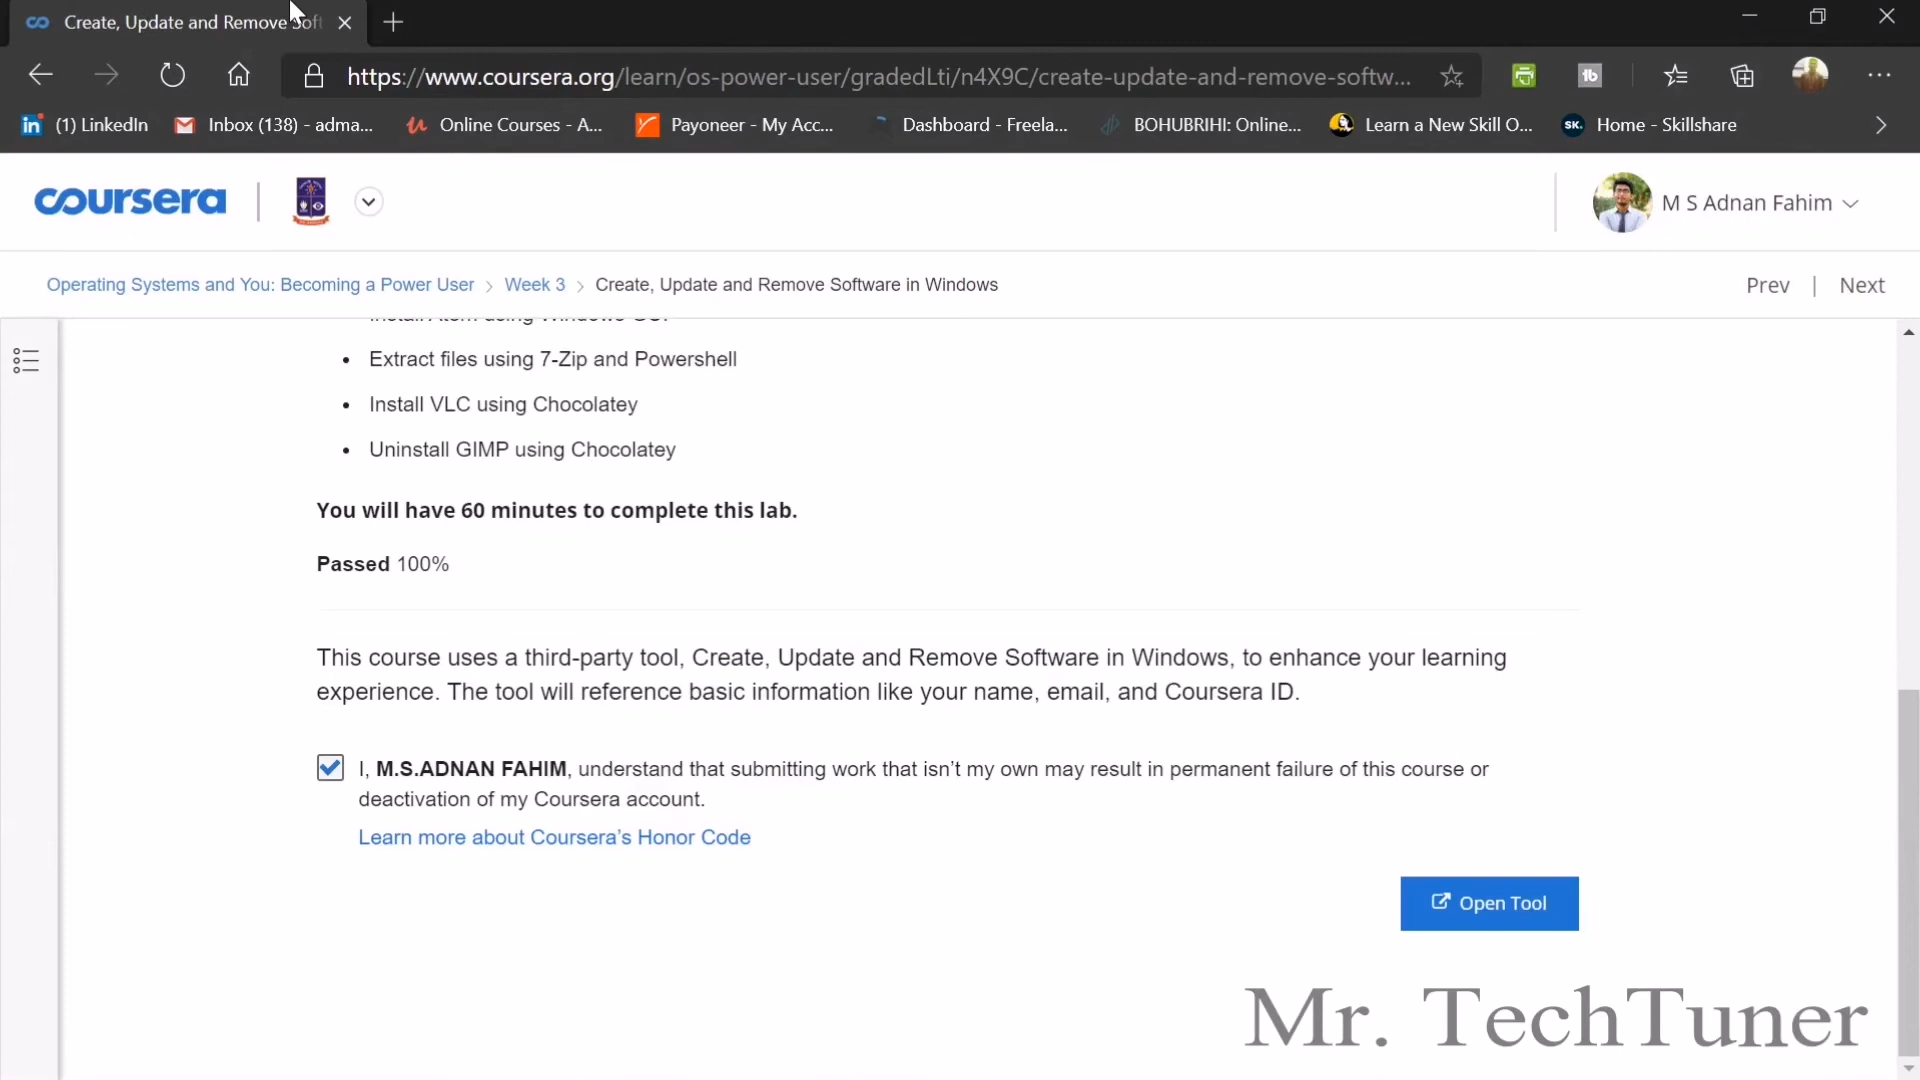 Create, Update and Remove Soft
https://www.coursera.org/learn/os-power-user/gradedLti/n4X9C/create-update-and-remove-softw...
(1) LinkedIn
Inbox (138) - adma...
Online Courses - A...
Payoneer - My Acc...
Dashboard - Freela...
BOHUBRIHI: Online...
Learn a New Skill O...
SK. Home - Skillshare
coursera
M S Adnan Fahim
Operating Systems and You: Becoming a Power User > Week 3 > Create, Update and Remove Software in Windows
Prev | Next
• Extract files using 7-Zip and Powershell
• Install VLC using Chocolatey
• Uninstall GIMP using Chocolatey
You will have 60 minutes to complete this lab.
Passed 100%
This course uses a third-party tool, Create, Update and Remove Software in Windows, to enhance your learning
experience. The tool will reference basic information like your name, email, and Coursera ID.
I, M.S.ADNAN FAHIM, understand that submitting work that isn't my own may result in permanent failure of this course or
deactivation of my Coursera account.
Learn more about Coursera's Honor Code
Open Tool
Mr. TechTuner